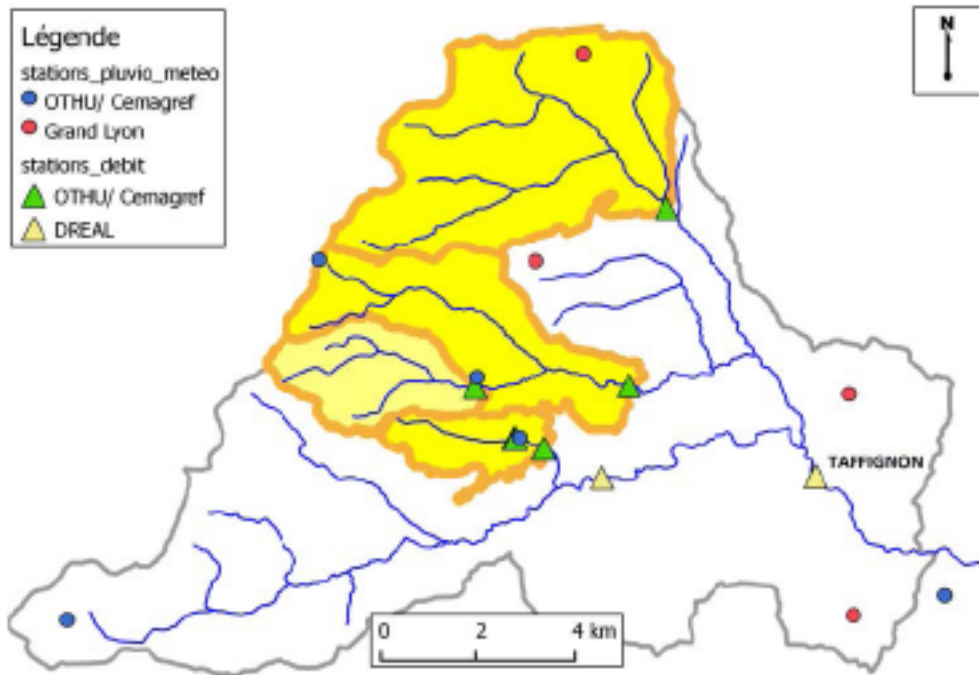 Légende
stations_pluvio_meteo
OTHU/ Cemagref
Grand Lyon
stations_debit
OTHU/ Cemagref
DREAL
N
TAFFIGNON
0 2 4 km